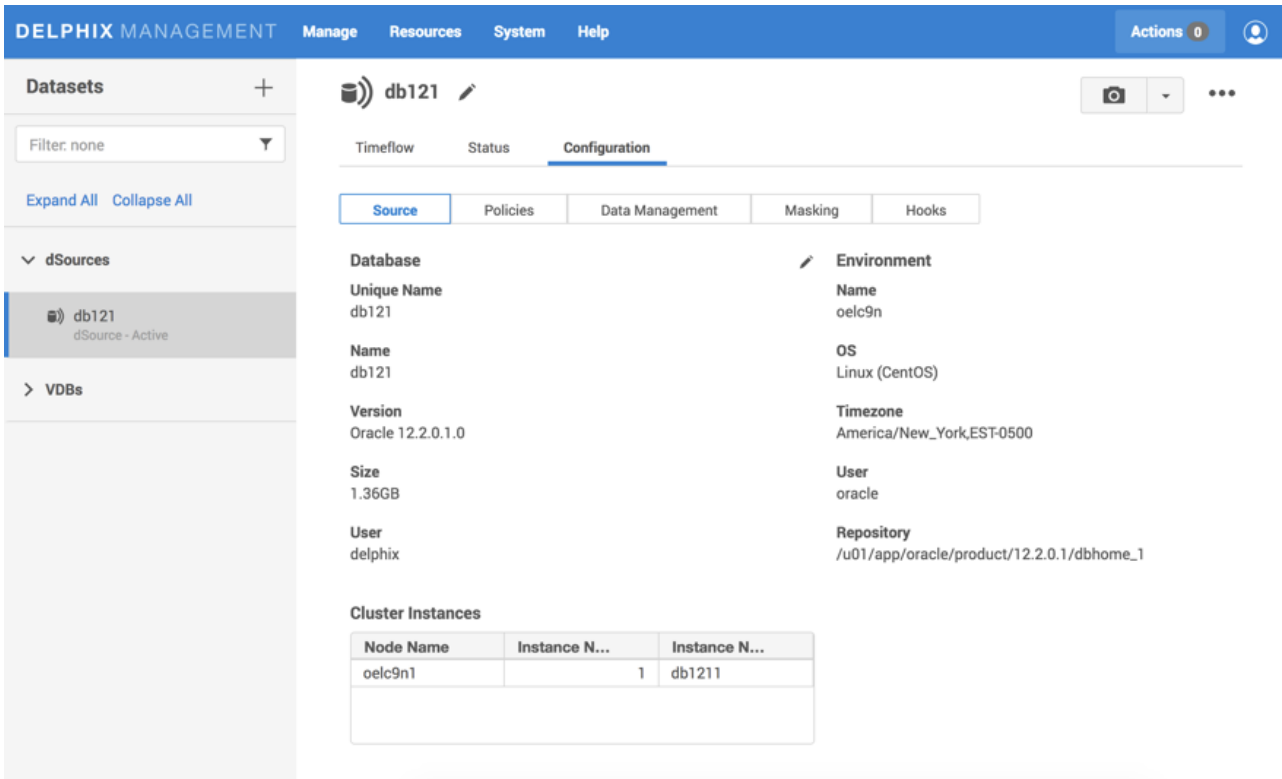 DELPHIX MANAGEMENT Manage Resources System Help Actions 0
Datasets
Filter: none
Expand All Collapse All
dSources
db121
dSource - Active
VDBs
db121
Timeflow Status Configuration
Source Policies Data Management Masking Hooks
Database
Unique Name
db121
Name
db121
Version
Oracle 12.2.0.1.0
Size
1.36GB
User
delphix
Environment
Name
oelc9n
OS
Linux (CentOS)
Timezone
America/New_York,EST-0500
User
oracle
Repository
/u01/app/oracle/product/12.2.0.1/dbhome_1
Cluster Instances
Node Name Instance N... Instance N...
oelc9n1 1 db1211